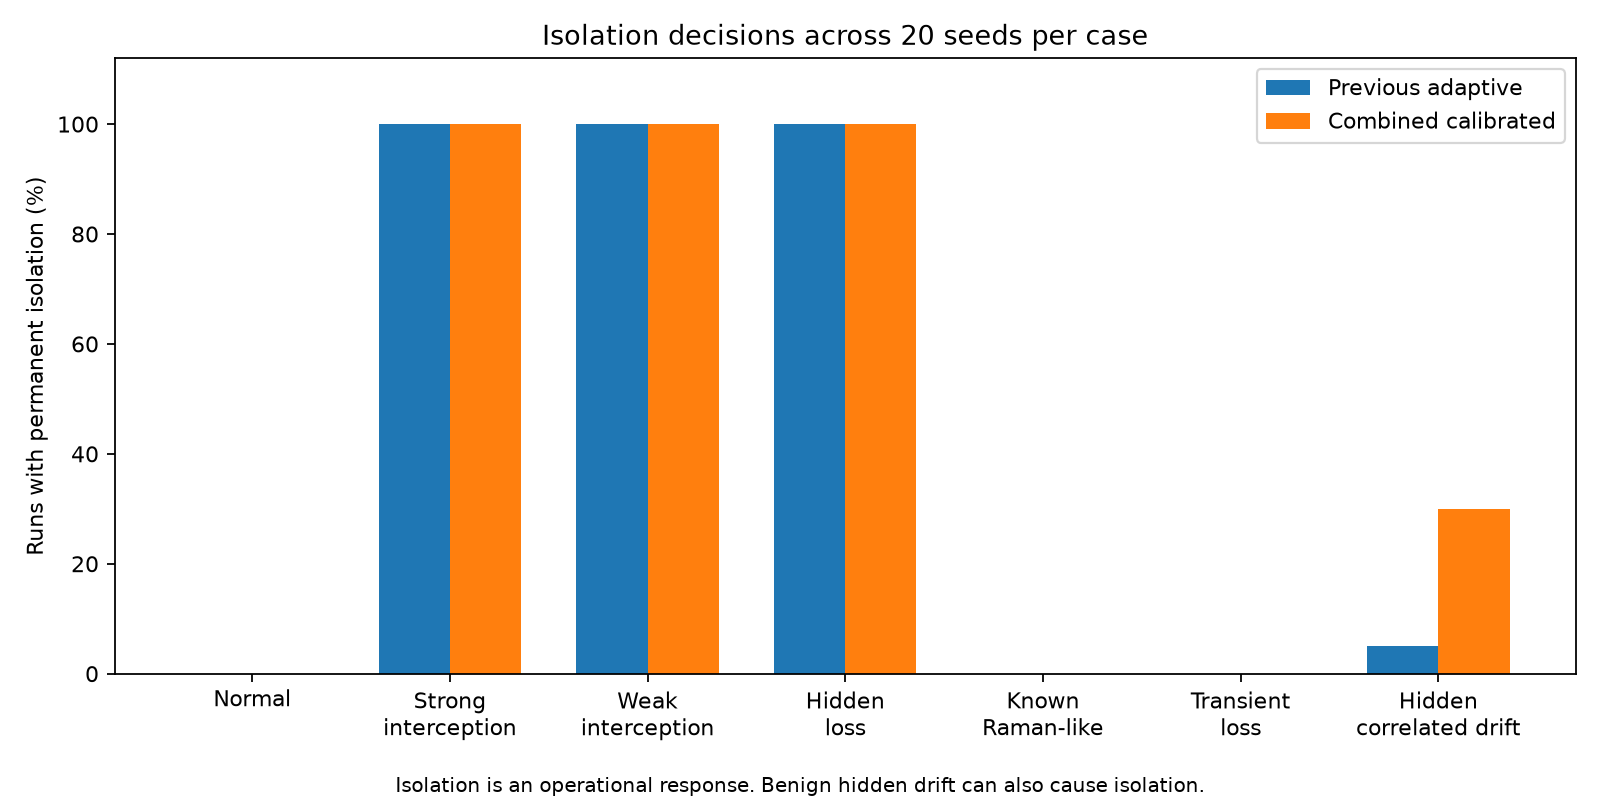 Isolation decisions across 20 seeds per case
Previous adaptive
Combined calibrated
Runs with permanent isolation (%)
100
80
60
40
20
0
Normal
Strong
interception
Weak
interception
Hidden
loss
Known
Raman-like
Transient
loss
Hidden
correlated drift
Isolation is an operational response. Benign hidden drift can also cause isolation.